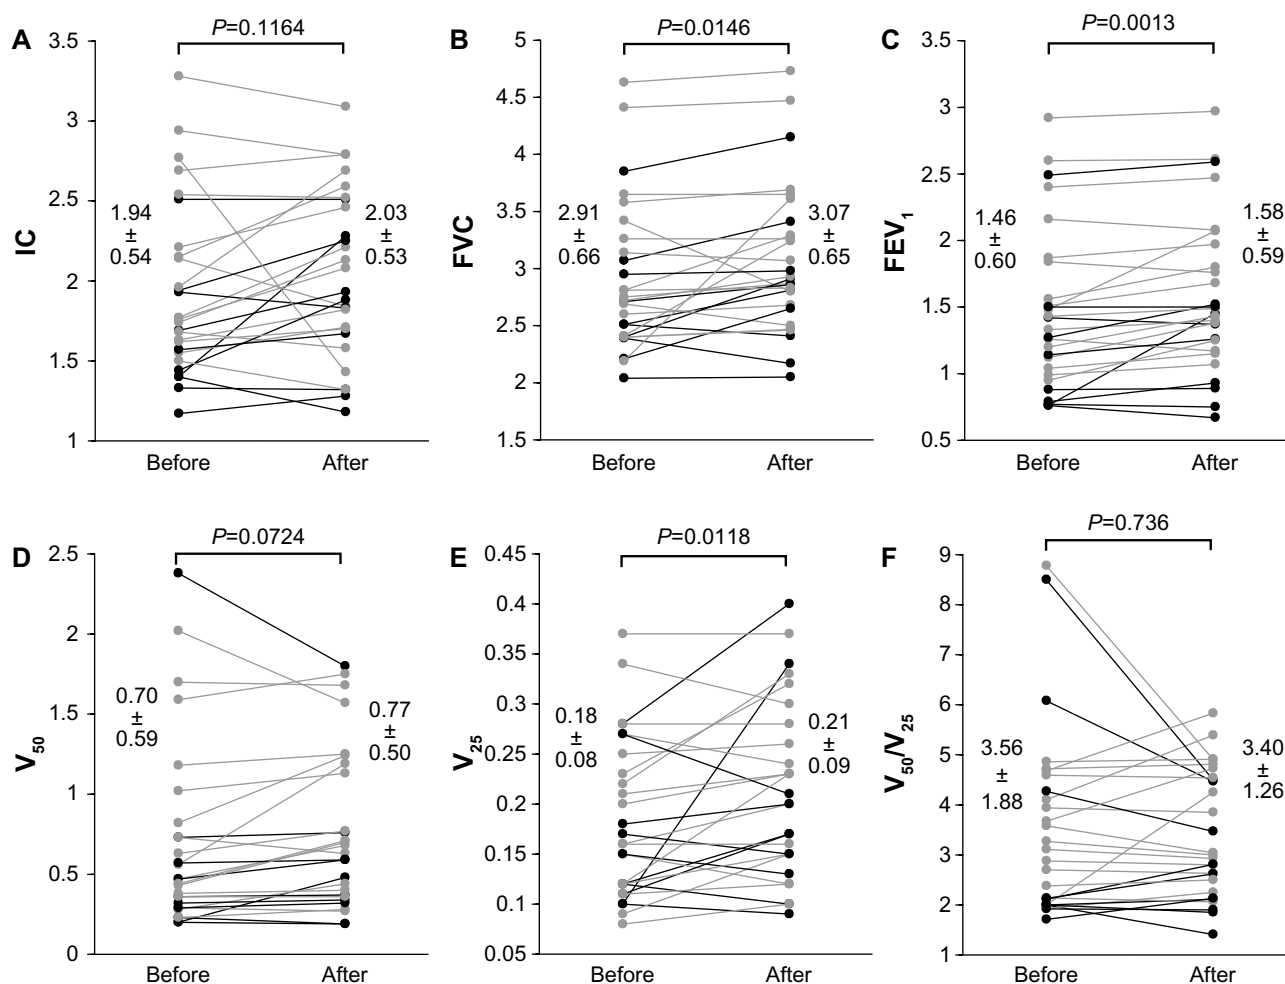 A
P=0.1164
3.5
3
2.5
2
1.5
1
IC
1.94
±
0.54
2.03
±
0.53
Before
After
B
P=0.0146
5
4.5
4
3.5
3
2.5
2
1.5
FVC
2.91
±
0.66
3.07
±
0.65
Before
After
C
P=0.0013
3.5
3
2.5
2
1.5
1
0.5
FEV1
1.46
±
0.60
1.58
±
0.59
Before
After
D
P=0.0724
2.5
2
1.5
1
0.5
0
V50
0.70
±
0.59
0.77
±
0.50
Before
After
E
P=0.0118
0.45
0.4
0.35
0.3
0.25
0.2
0.15
0.1
0.05
V25
0.18
±
0.08
0.21
±
0.09
Before
After
F
P=0.736
9
8
7
6
5
4
3
2
1
V50/V25
3.56
±
1.88
3.40
±
1.26
Before
After